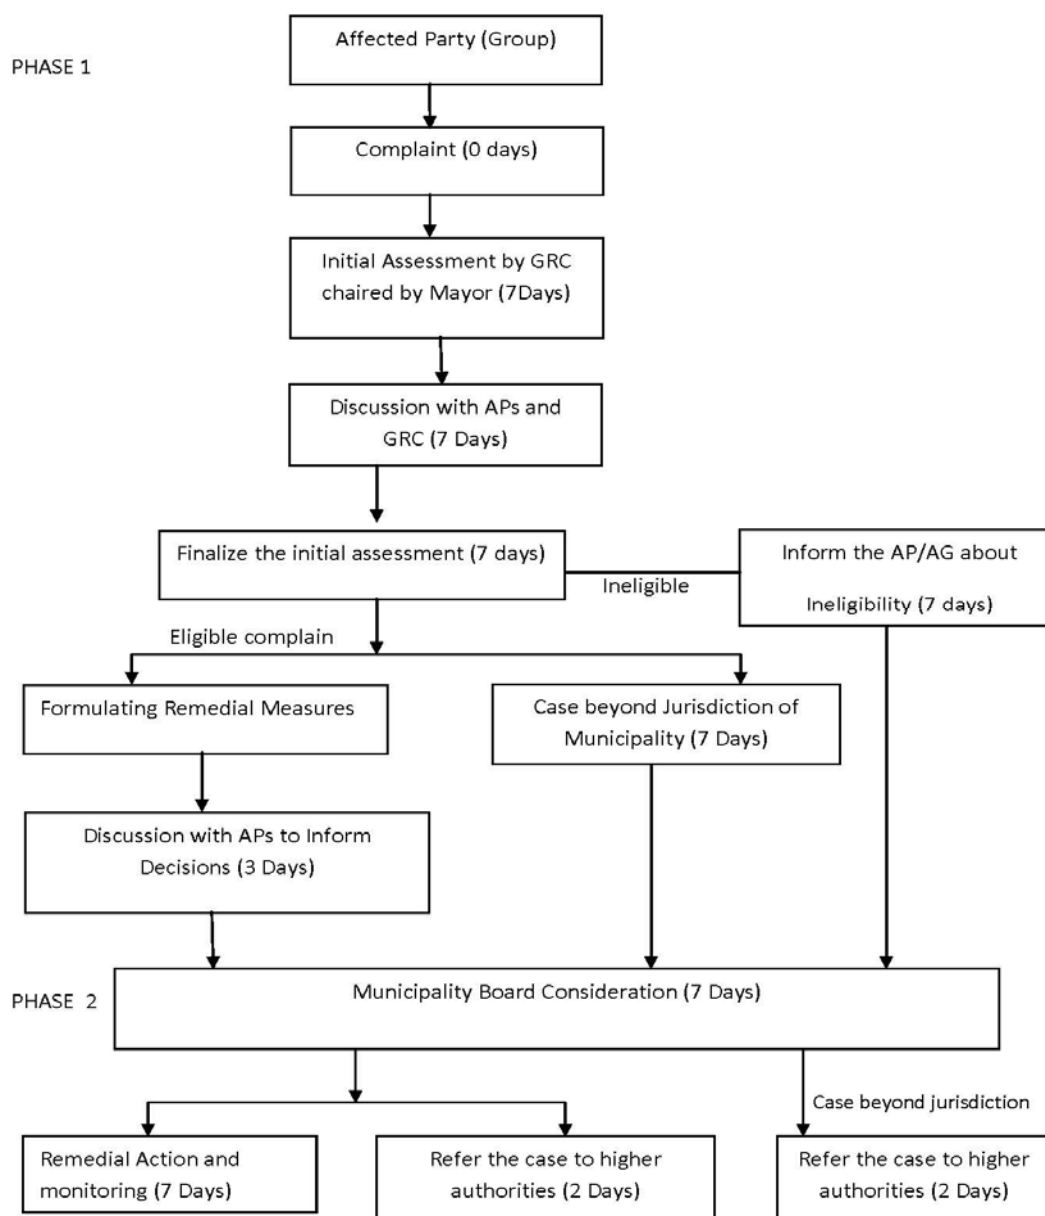 Affected Party (Group)
PHASE 1
Complaint (0 days)
Initial Assessment by GRC
chaired by Mayor (7Days)
Discussion with APs and
GRC (7 Days)
Finalize the initial assessment (7 days)
Inform the AP/AG about
Ineligibility (7 days)
Ineligible
Eligible complain
Formulating Remedial Measures
Case beyond Jurisdiction of
Municipality (7 Days)
Discussion with APs to Inform
Decisions (3 Days)
PHASE 2
Municipality Board Consideration (7 Days)
Case beyond jurisdiction
Remedial Action and
monitoring (7 Days)
Refer the case to higher
authorities (2 Days)
Refer the case to higher
authorities (2 Days)